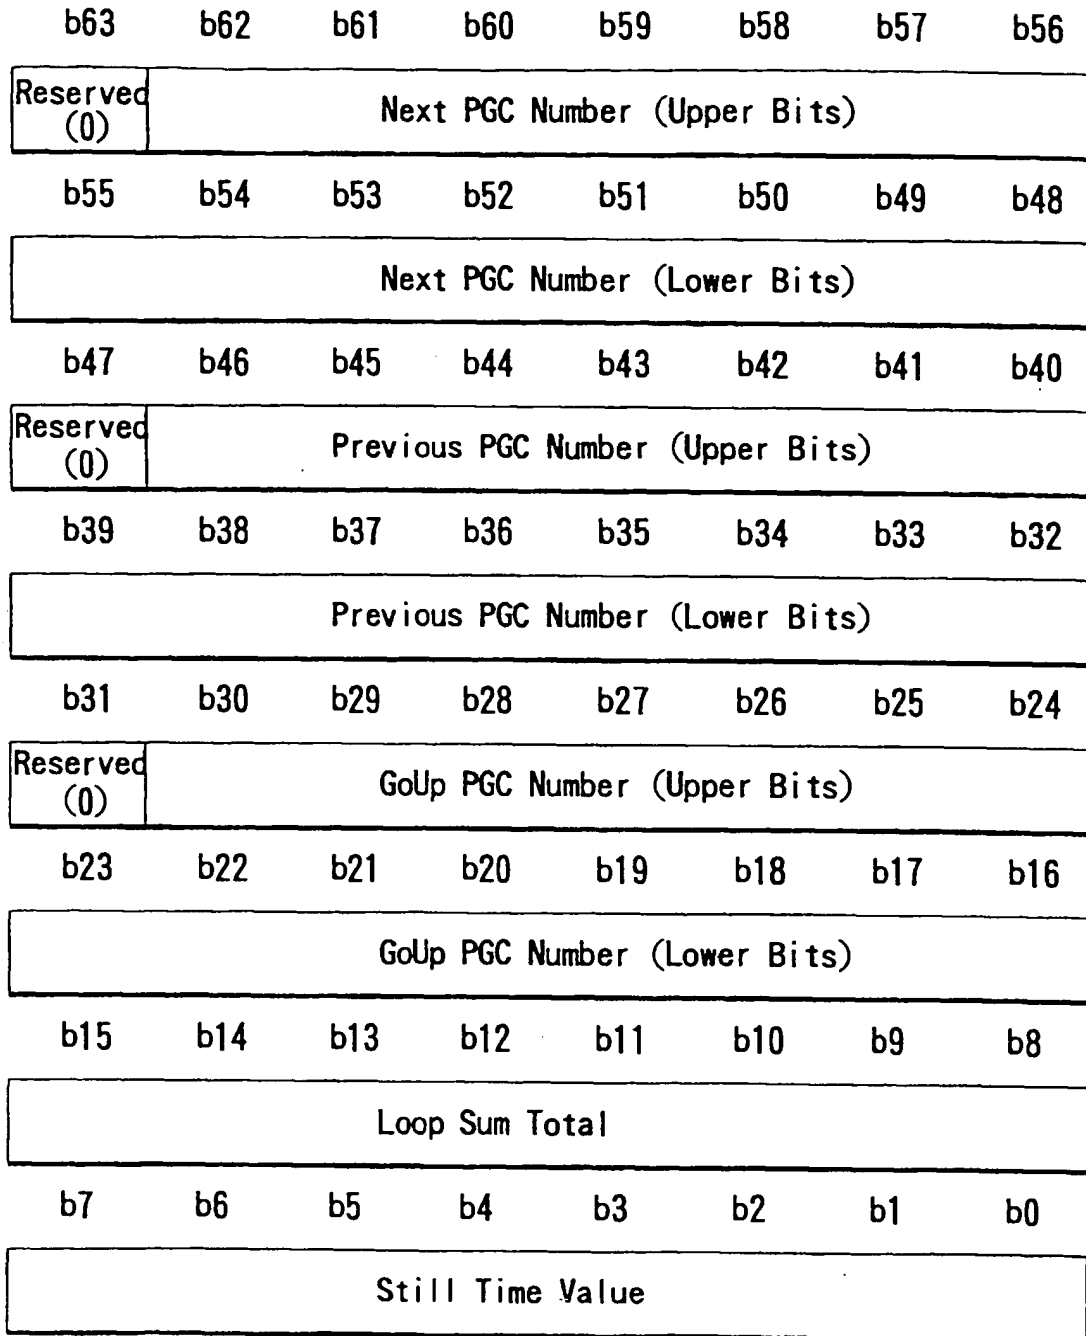 b63 b62 b61 b60 b59 b58 b57 b56
Reserved
(0)
Next PGC Number (Upper Bits)
b55 b54 b53 b52 b51 b50 b49 b48
Next PGC Number (Lower Bits)
b47 b46 b45 b44 b43 b42 b41 b40
Reserved
(0)
Previous PGC Number (Upper Bits)
b39 b38 b37 b36 b35 b34 b33 b32
Previous PGC Number (Lower Bits)
b31 b30 b29 b28 b27 b26 b25 b24
Reserved
(0)
GoUp PGC Number (Upper Bits)
b23 b22 b21 b20 b19 b18 b17 b16
GoUp PGC Number (Lower Bits)
b15 b14 b13 b12 b11 b10 b9 b8
Loop Sum Total
b7 b6 b5 b4 b3 b2 b1 b0
Still Time Value